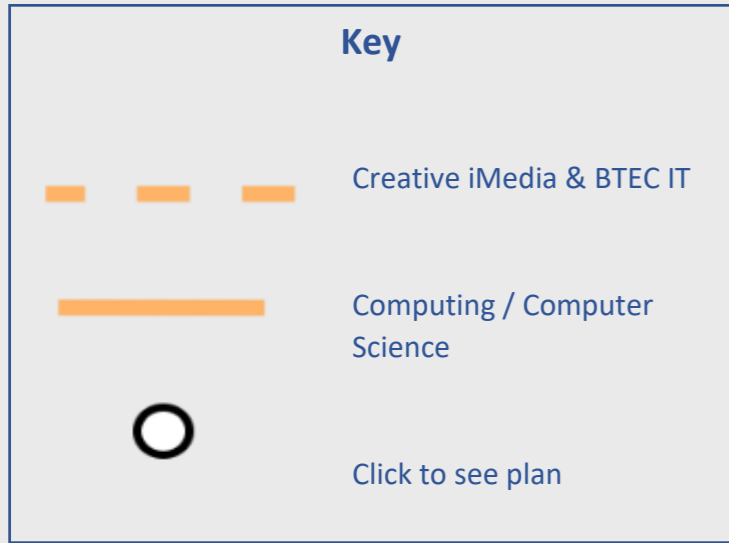 Key
Creative iMedia & BTEC IT
Computing / Computer
Science
Click to see plan